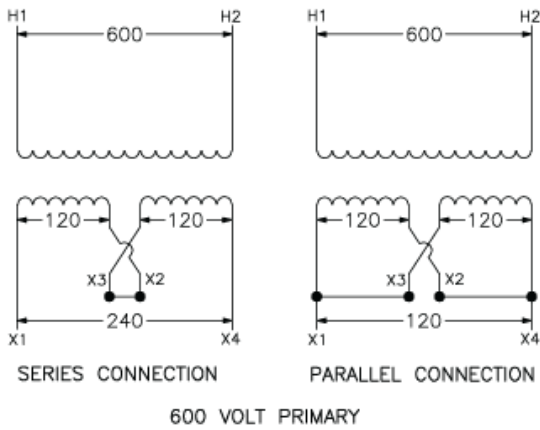 H1 H2 H1 H2
600 600
120 120 120 120
X3 X2 X3 X2
240 120
X1 X4 X1 X4
SERIES CONNECTION PARALLEL CONNECTION
600 VOLT PRIMARY